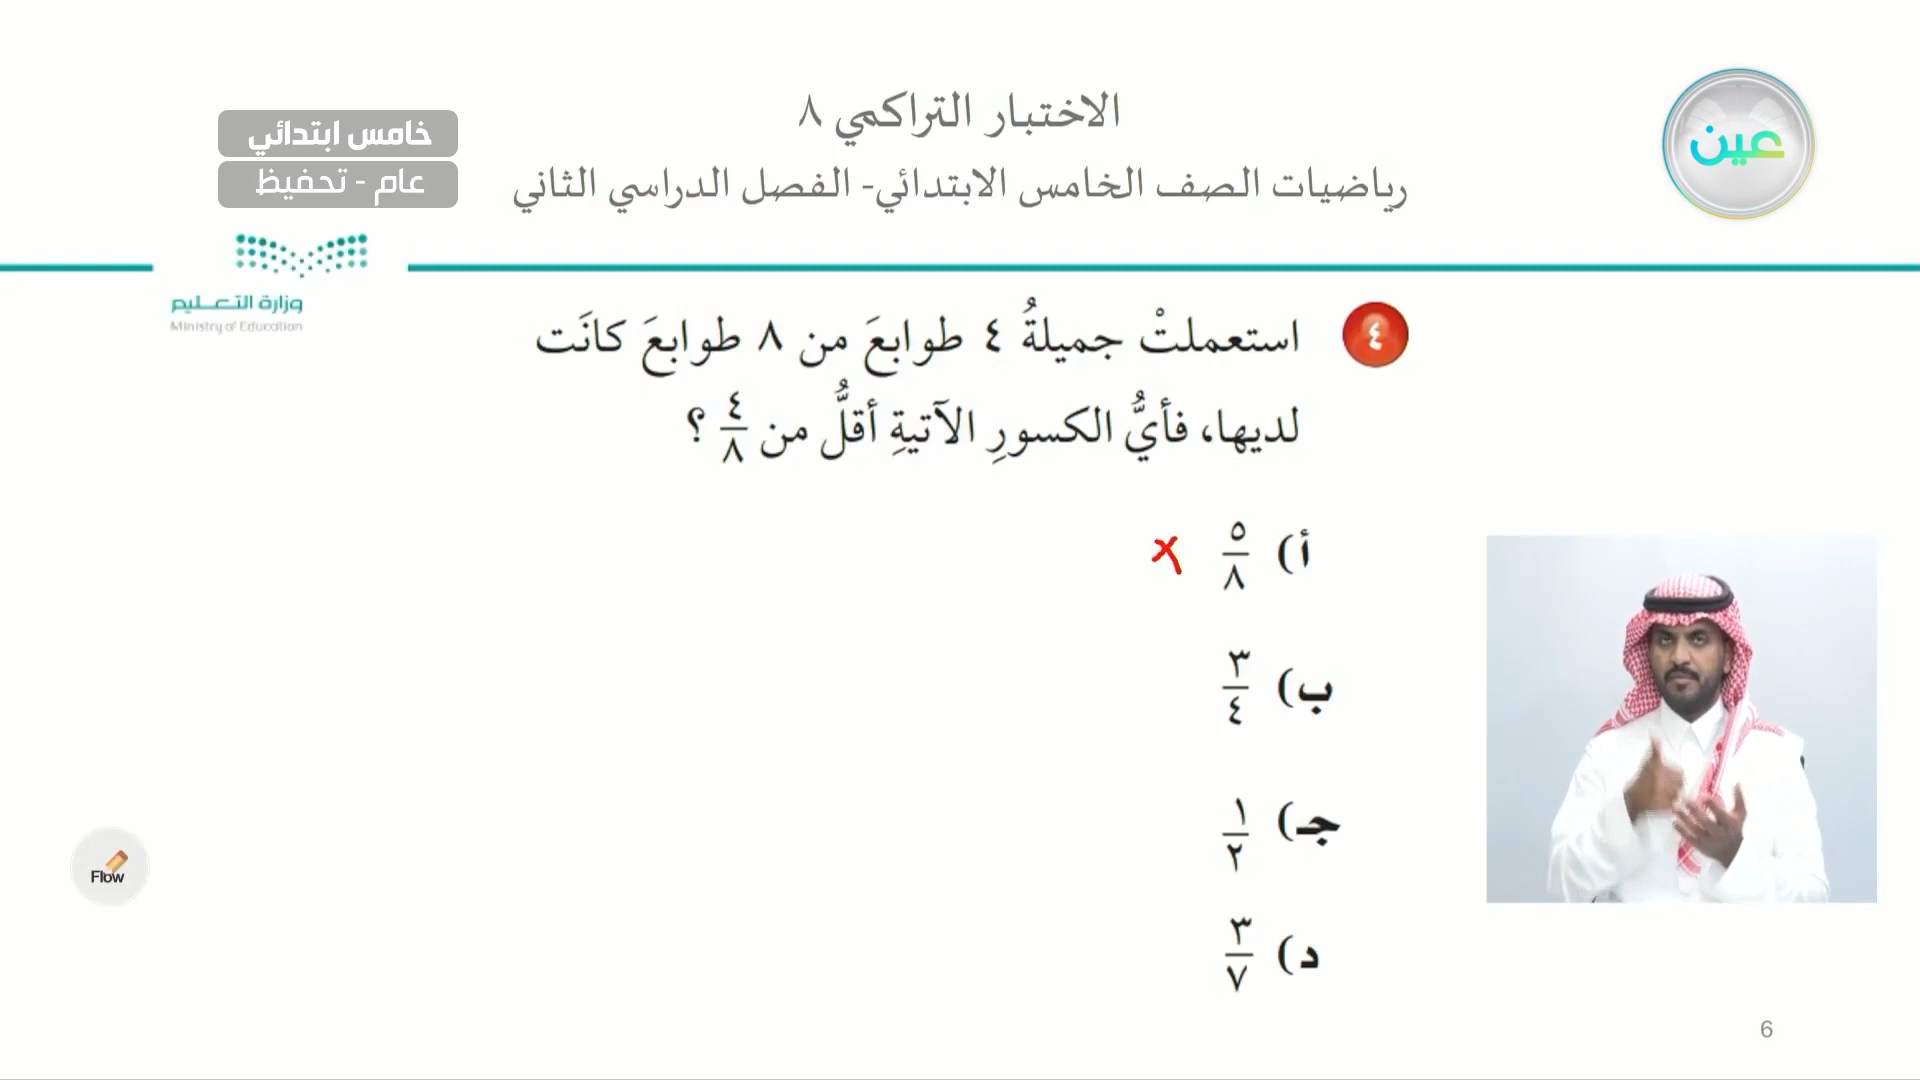 الاختبار التراكمي ٨
رياضيات الصف الخامس الابتدائي- الفصل الدراسي الثاني
خامس ابتدائي
عام - تحفيظ
عين
وزارة التعليم
Ministry of Education
٤ استعملتْ جميلةُ ٤ طوابعَ من ٨ طوابعَ كانَت
لديها، فأيُّ الكسورِ الآتيةِ أقلُّ من ٤/٨ ؟
أ) ٥/٨ x
ب) ٣/٤
جـ) ١/٢
د) ٣/٧
Flow
6